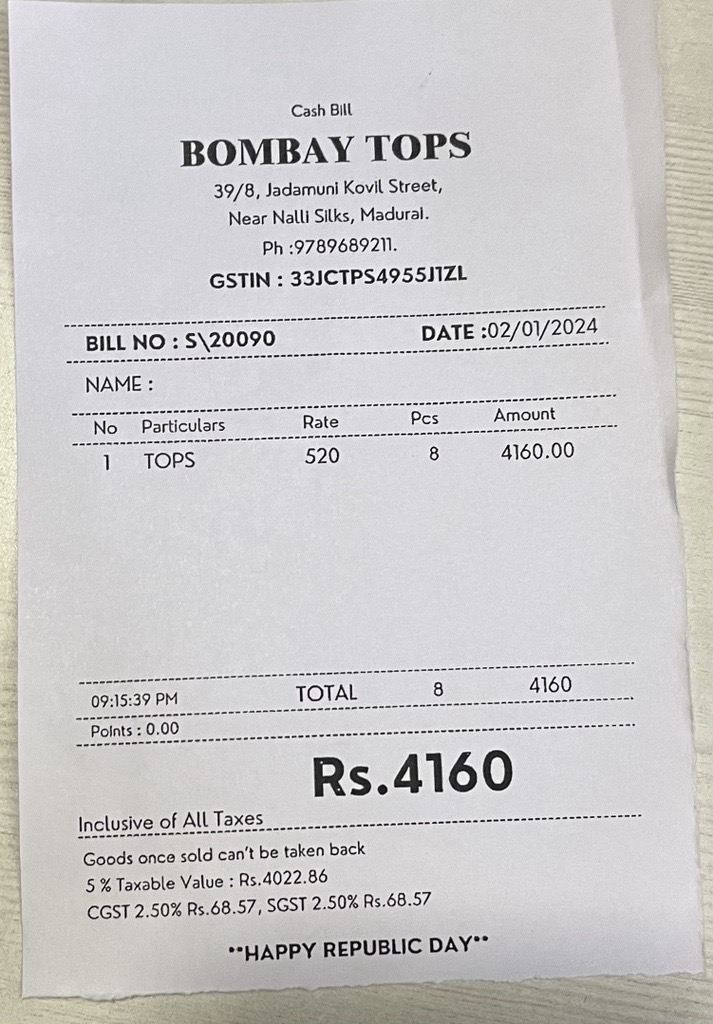 Cash Bill
BOMBAY TOPS
39/8, Jadamuni Kovil Street,
Near Nalli Silks, Madurai.
Ph :9789689211.
GSTIN : 33JCTPS4955J1ZL
BILL NO : S\20090 DATE :02/01/2024
NAME :
No Particulars Rate Pcs Amount
1 TOPS 520 8 4160.00
09:15:39 PM TOTAL 8 4160
Points : 0.00
Rs.4160
Inclusive of All Taxes
Goods once sold can't be taken back
5 % Taxable Value : Rs.4022.86
CGST 2.50% Rs.68.57, SGST 2.50% Rs.68.57
**HAPPY REPUBLIC DAY**